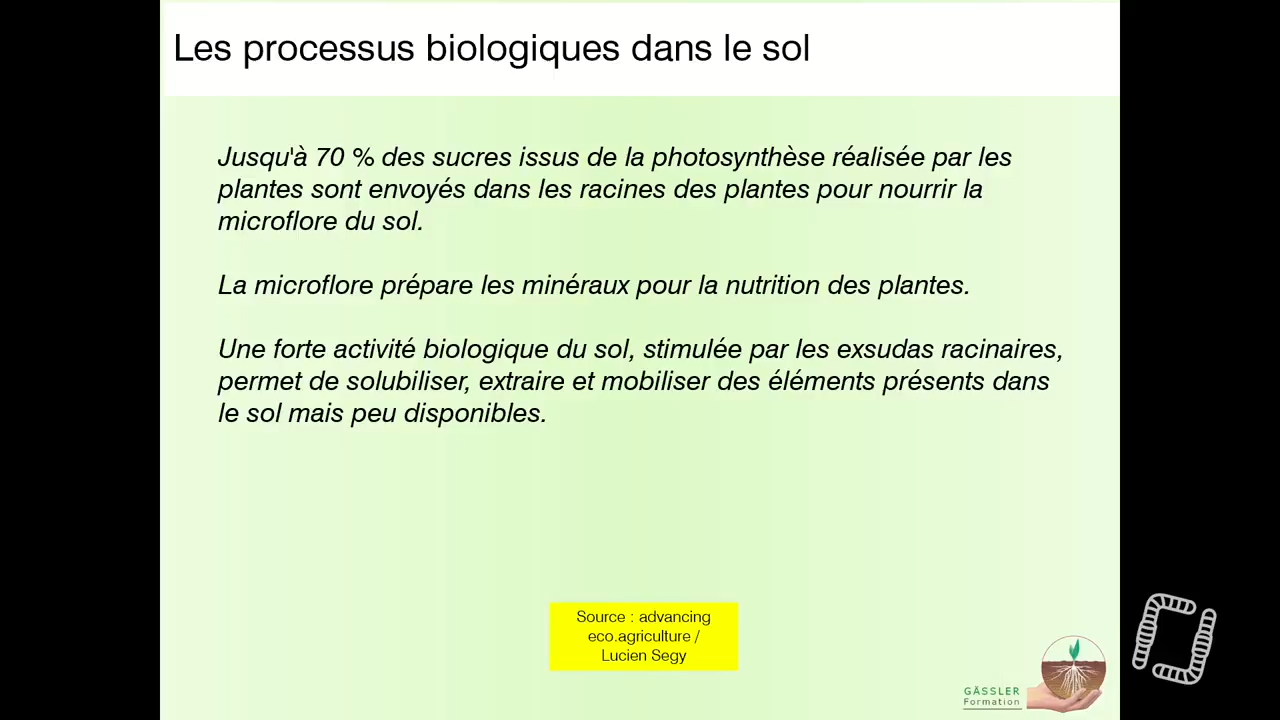 Les processus biologiques dans le sol
Jusqu'à 70 % des sucres issus de la photosynthèse réalisée par les
plantes sont envoyés dans les racines des plantes pour nourrir la
microflore du sol.
La microflore prépare les minéraux pour la nutrition des plantes.
Une forte activité biologique du sol, stimulée par les exsudas racinaires,
permet de solubiliser, extraire et mobiliser des éléments présents dans
le sol mais peu disponibles.
Source : advancing
eco.agriculture /
Lucien Segy
GÄSSLER
Formation